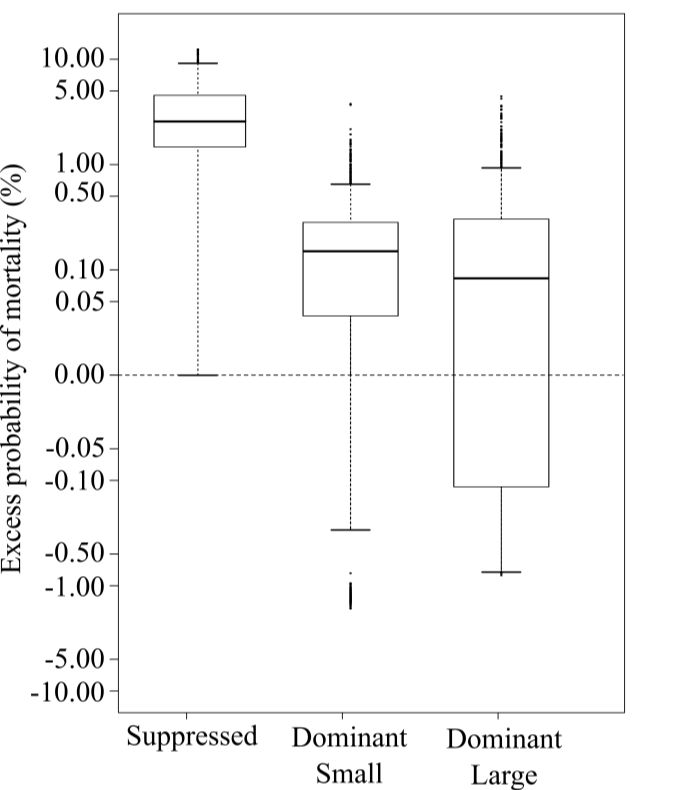 Excess probability of mortality (%)
10.00
5.00
1.00
0.50
0.10
0.05
0.00
-0.05
-0.10
-0.50
-1.00
-5.00
-10.00
Suppressed
Dominant
Small
Dominant
Large